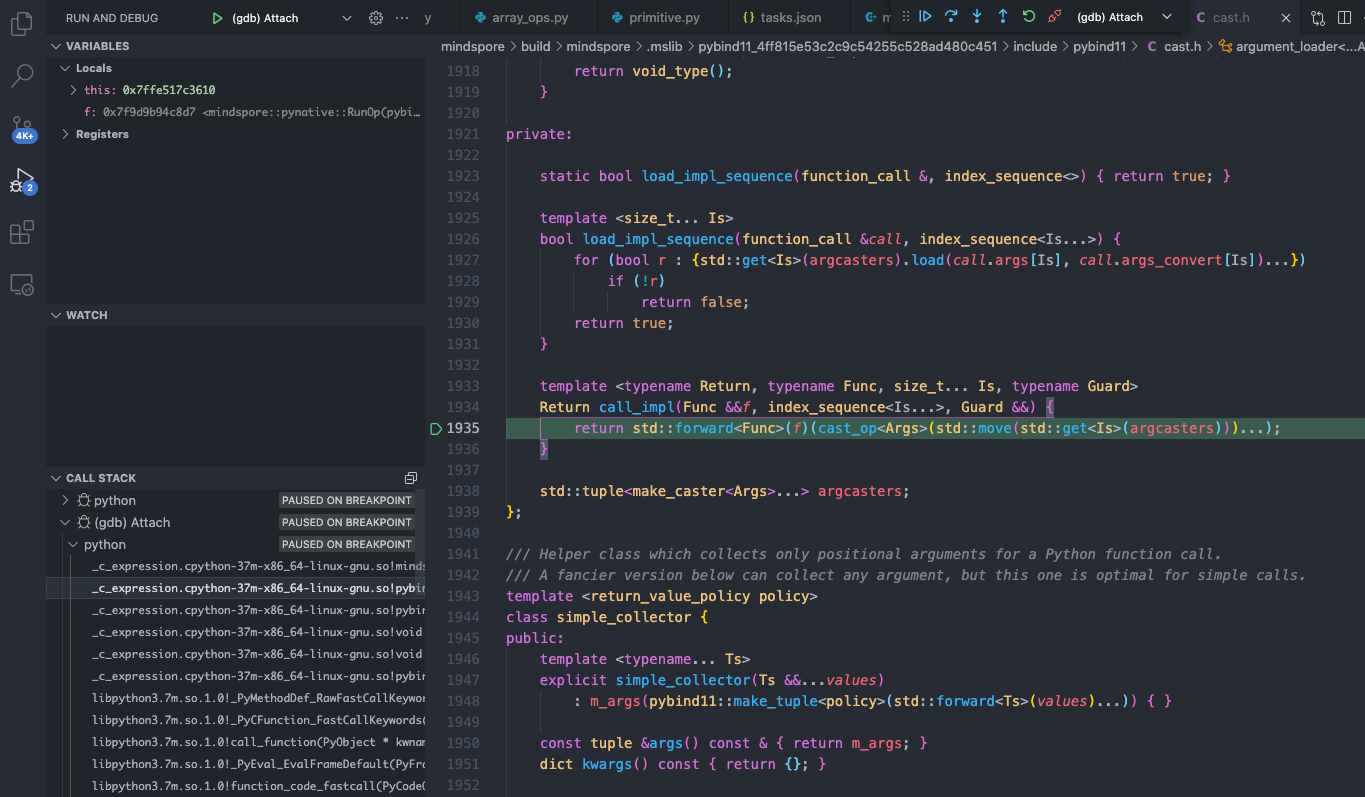 RUN AND DEBUG (gdb) Attach ··· y array_ops.py primitive.py {} tasks.json (gdb) Attach C cast.h
mindspore > build > mindspore > .mslib > pybind11_4ff815e53c2c9c54255c528ad480c451 > include > pybind11 > C cast.h > argument_loader<...
VARIABLES
Locals
this: 0x7ffe517c3610
f: 0x7f9d9b94c8d7 <mindspore::pynative::RunOp(pybi...
Registers
4K+
2
WATCH
CALL STACK
python PAUSED ON BREAKPOINT
(gdb) Attach PAUSED ON BREAKPOINT
python PAUSED ON BREAKPOINT
_c_expression.cpython-37m-x86_64-linux-gnu.so!minds
_c_expression.cpython-37m-x86_64-linux-gnu.so!pybin
_c_expression.cpython-37m-x86_64-linux-gnu.so!pybin
_c_expression.cpython-37m-x86_64-linux-gnu.so!void
_c_expression.cpython-37m-x86_64-linux-gnu.so!void
_c_expression.cpython-37m-x86_64-linux-gnu.so!pybin
libpython3.7m.so.1.0!_PyMethodDef_RawFastCallKeywor
libpython3.7m.so.1.0!_PyCFunction_FastCallKeywords(
libpython3.7m.so.1.0!call_function(PyObject * kwnam
libpython3.7m.so.1.0!_PyEval_EvalFrameDefault(PyFra
libpython3.7m.so.1.0!function_code_fastcall(PyCodeO
1918 return void_type();
1919 }
1920
1921 private:
1922
1923 static bool load_impl_sequence(function_call &, index_sequence<>) { return true; }
1924
1925 template <size_t... Is>
1926 bool load_impl_sequence(function_call &call, index_sequence<Is...>) {
1927 for (bool r : {std::get<Is>(argcasters).load(call.args[Is], call.args_convert[Is])...})
1928 if (!r)
1929 return false;
1930 return true;
1931 }
1932
1933 template <typename Return, typename Func, size_t... Is, typename Guard>
1934 Return call_impl(Func &&f, index_sequence<Is...>, Guard &&) {
1935 return std::forward<Func>(f)(cast_op<Args>(std::move(std::get<Is>(argcasters)))...);
1936 }
1937
1938 std::tuple<make_caster<Args>...> argcasters;
1939 };
1940
1941 /// Helper class which collects only positional arguments for a Python function call.
1942 /// A fancier version below can collect any argument, but this one is optimal for simple calls.
1943 template <return_value_policy policy>
1944 class simple_collector {
1945 public:
1946 template <typename... Ts>
1947 explicit simple_collector(Ts &&...values)
1948 : m_args(pybind11::make_tuple<policy>(std::forward<Ts>(values)...)) { }
1949
1950 const tuple &args() const & { return m_args; }
1951 dict kwargs() const { return {}; }
1952